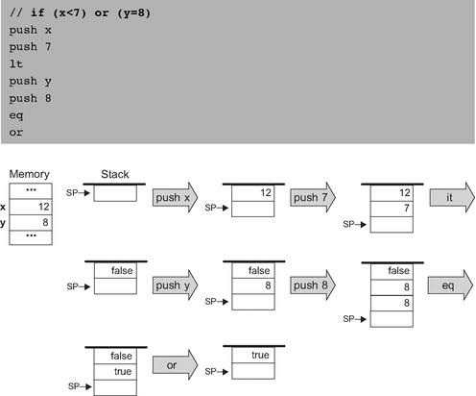 // if (x<7) or (y=8)
push x
push 7
lt
push y
push 8
eq
or
Memory Stack
***
SP
push x
12
SP
push 7
12
7
SP
it
x 12
y 8
***
SP
false
push y
false
8
SP
push 8
false
8
8
SP
eq
false
true
SP
or
true
SP